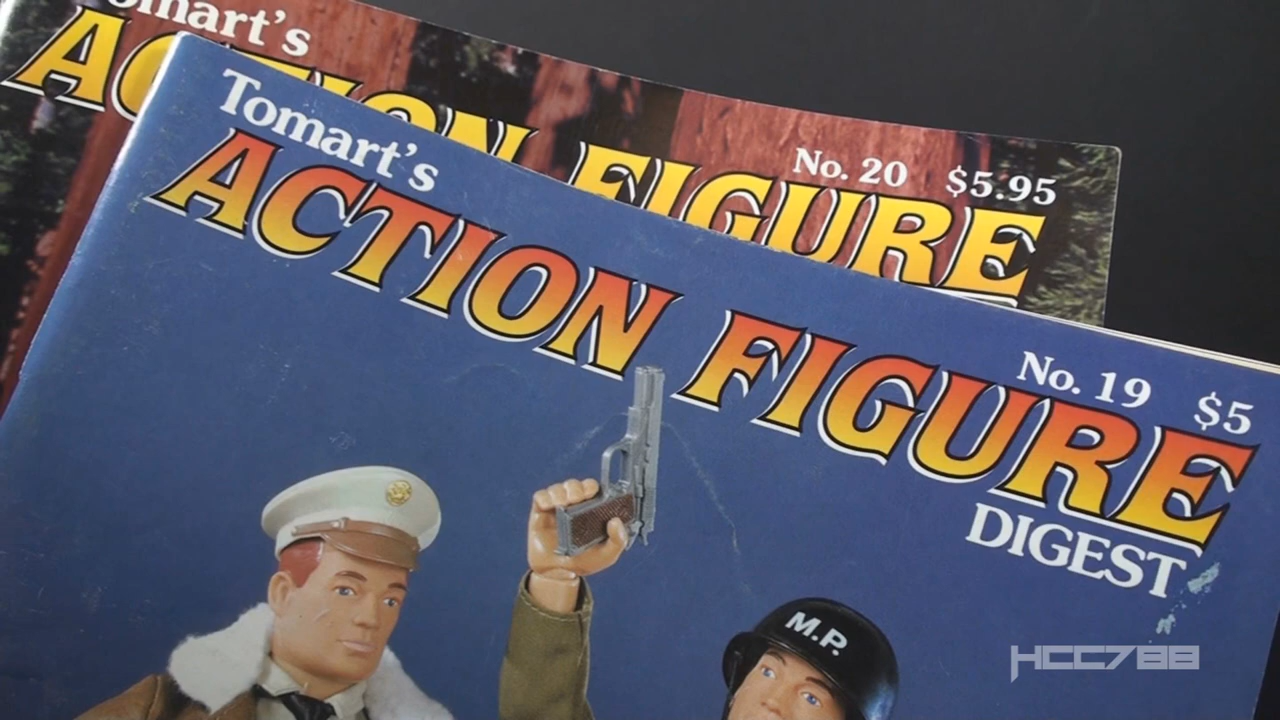 Tomart's
ACTION FIGURE
No. 20 $5.95
Tomart's
ACTION FIGURE
No. 19 $5
DIGEST
M.P.
HCC788